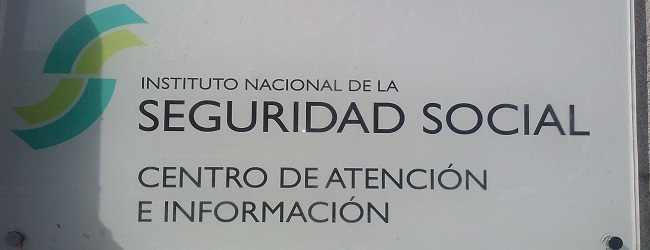 INSTITUTO NACIONAL DE LA
SEGURIDAD SOCIAL
CENTRO DE ATENCIÓN
E INFORMACIÓN